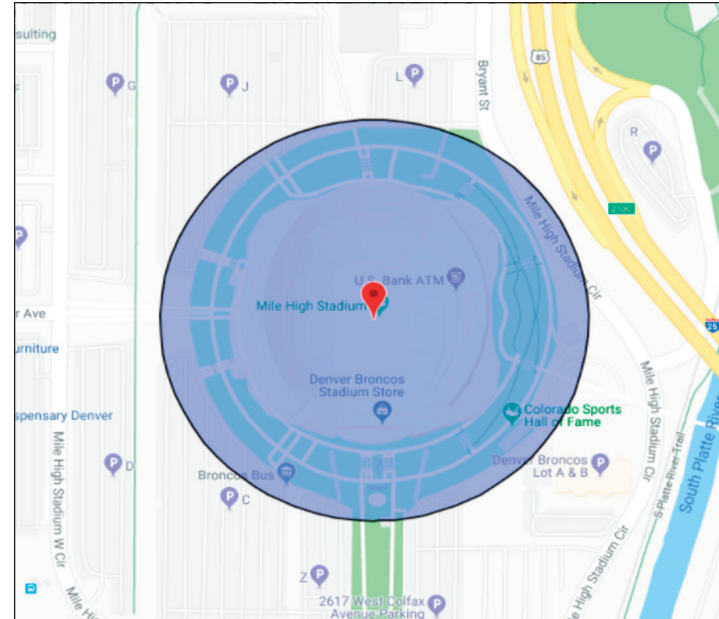 sulting
G
J
L
Bryant St
85
R
Mile High Stadium Cir
U.S. Bank ATM
Mile High Stadium
r Ave
25
urniture
Denver Broncos
Stadium Store
spensary Denver
Colorado Sports
Hall of Fame
Mile High Stadium Cir
Mile High Stadium W Cir
D
Broncos Bus
Denver Broncos
Lot A & B
C
S Platte River Trail
South Platte River
Z
2617 West Colfax
Avenue Parking
Mile Hi
e High Stadium Cir